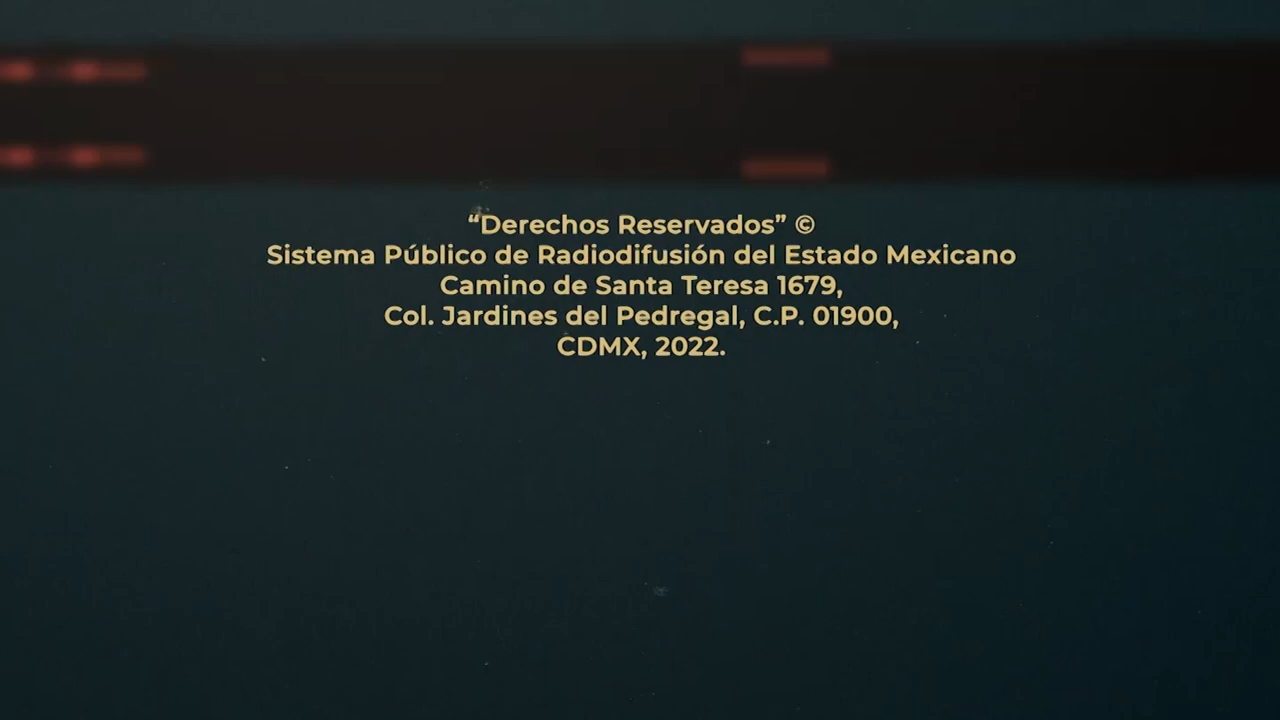 “Derechos Reservados” ©
Sistema Público de Radiodifusión del Estado Mexicano
Camino de Santa Teresa 1679,
Col. Jardines del Pedregal, C.P. 01900,
CDMX, 2022.